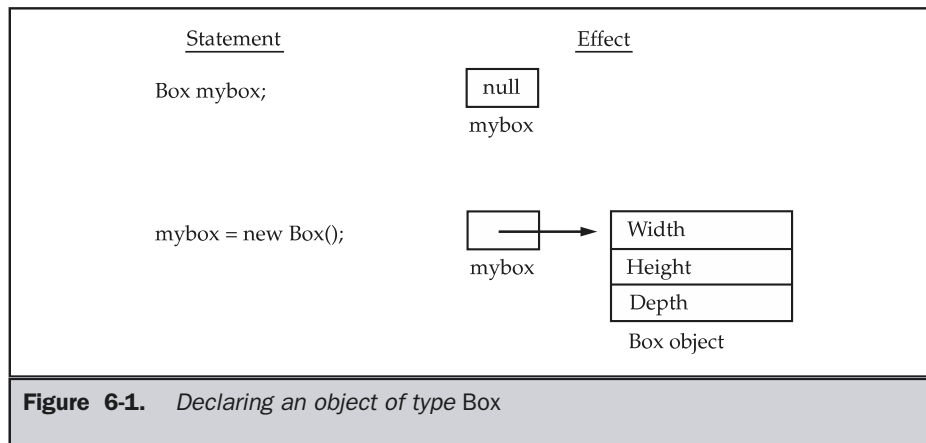 Statement Effect
Box mybox; null
mybox
mybox = new Box(); Width
mybox Height
Depth
Box object
Figure 6-1. Declaring an object of type Box